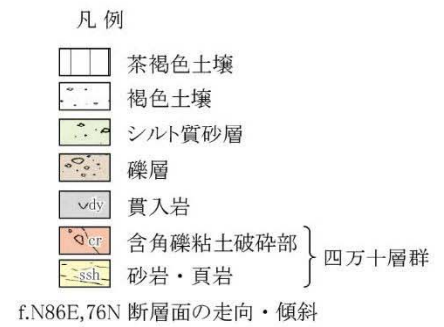 凡例
茶褐色土壌
褐色土壌
シルト質砂層
礫層
dy 貫入岩
cr 含角礫粘土破砕部
ssh 砂岩・頁岩
四万十層群
f.N86E,76N 断層面の走向・傾斜